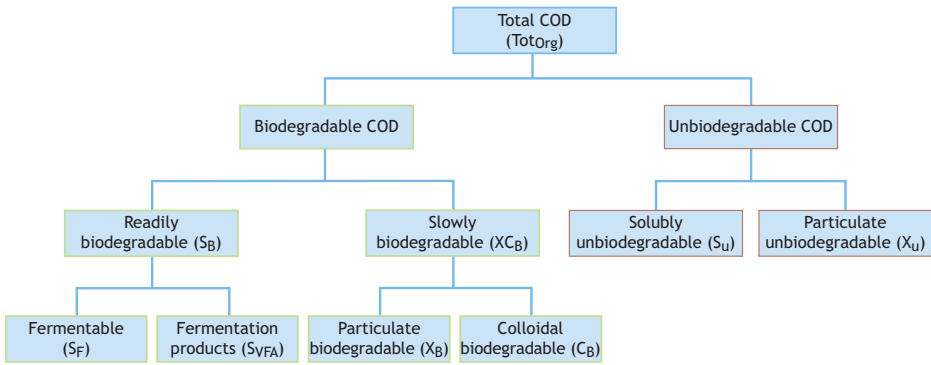 Total COD
(TotOrg)
Biodegradable COD
Unbiodegradable COD
Readily
biodegradable (SB)
Slowly
biodegradable (XCB)
Solubly
unbiodegradable (Su)
Particulate
unbiodegradable (Xu)
Fermentable
(SF)
Fermentation
products (SVFA)
Particulate
biodegradable (XB)
Colloidal
biodegradable (CB)